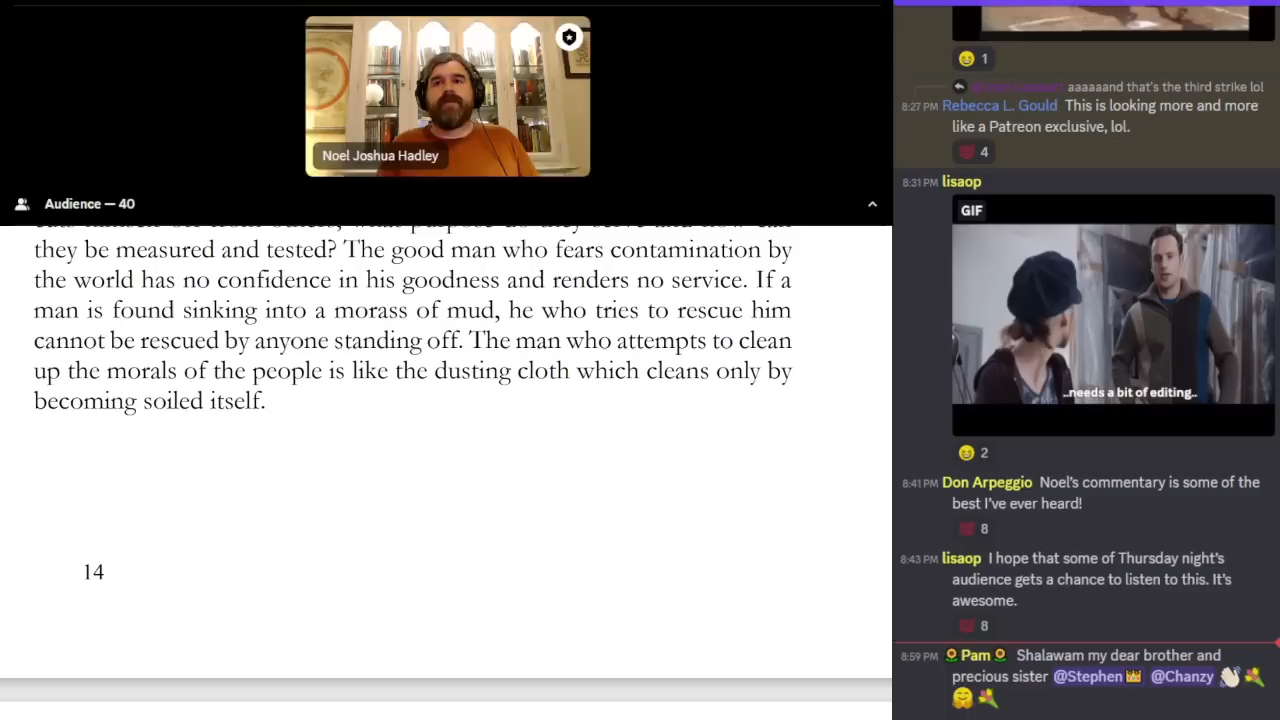 Noel Joshua Hadley
Audience — 40
they be measured and tested? The good man who fears contamination by
the world has no confidence in his goodness and renders no service. If a
man is found sinking into a morass of mud, he who tries to rescue him
cannot be rescued by anyone standing off. The man who attempts to clean
up the morals of the people is like the dusting cloth which cleans only by
becoming soiled itself.
14
1
aaaaaand that's the third strike lol
8:27 PM Rebecca L. Gould This is looking more and more
like a Patreon exclusive, lol.
4
8:31 PM lisaop
GIF
..needs a bit of editing..
2
8:41 PM Don Arpeggio Noel's commentary is some of the
best I've ever heard!
8
8:43 PM lisaop I hope that some of Thursday night's
audience gets a chance to listen to this. It's
awesome.
8
8:59 PM 🌻Pam🌻 Shalawam my dear brother and
precious sister @Stephen👑 @Chanzy 👋🏻💐
🤗💐